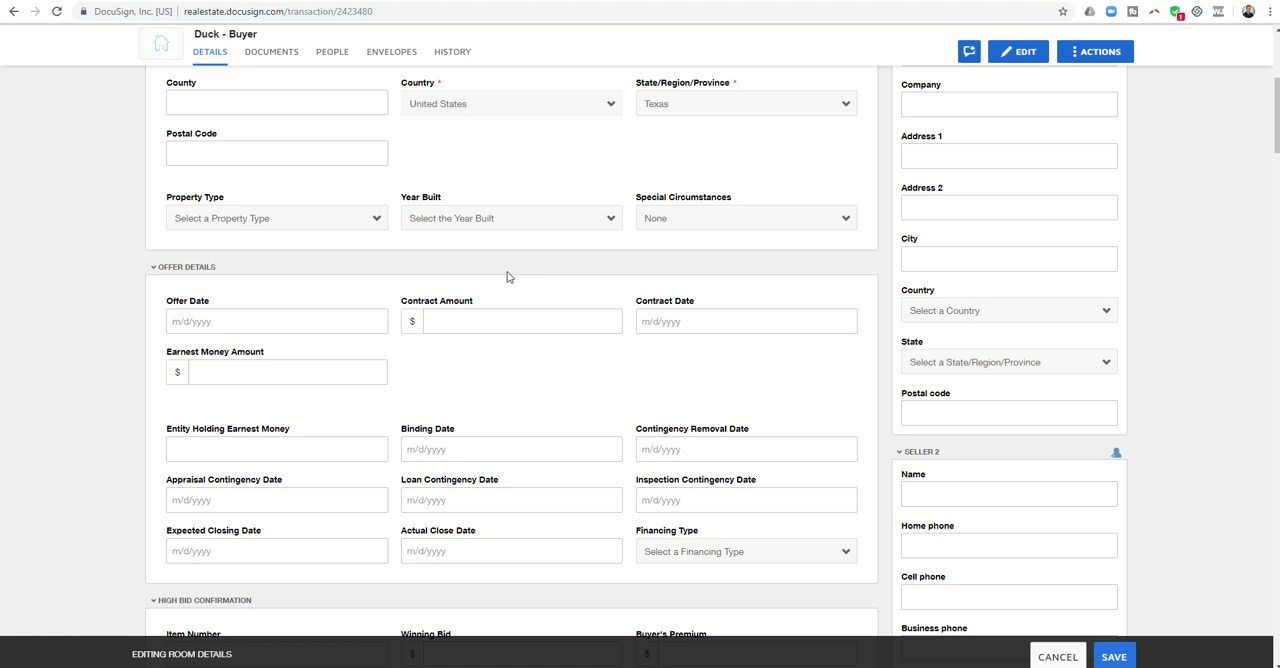 DocuSign, Inc. [US]
realestate.docusign.com/transaction/2423480
1
Duck - Buyer
DETAILS
DOCUMENTS
PEOPLE
ENVELOPES
HISTORY
EDIT
ACTIONS
County
Country *
United States
State/Region/Province *
Texas
Postal Code
Property Type
Select a Property Type
Year Built
Select the Year Built
Special Circumstances
None
OFFER DETAILS
Offer Date
m/d/yyyy
Contract Amount
$
Contract Date
m/d/yyyy
Earnest Money Amount
$
Entity Holding Earnest Money
Binding Date
m/d/yyyy
Contingency Removal Date
m/d/yyyy
Appraisal Contingency Date
m/d/yyyy
Loan Contingency Date
m/d/yyyy
Inspection Contingency Date
m/d/yyyy
Expected Closing Date
m/d/yyyy
Actual Close Date
m/d/yyyy
Financing Type
Select a Financing Type
HIGH BID CONFIRMATION
Item Number
Winning Bid
$
Buyer's Premium
$
Company
Address 1
Address 2
City
Country
Select a Country
State
Select a State/Region/Province
Postal code
SELLER 2
Name
Home phone
Cell phone
Business phone
EDITING ROOM DETAILS
CANCEL
SAVE